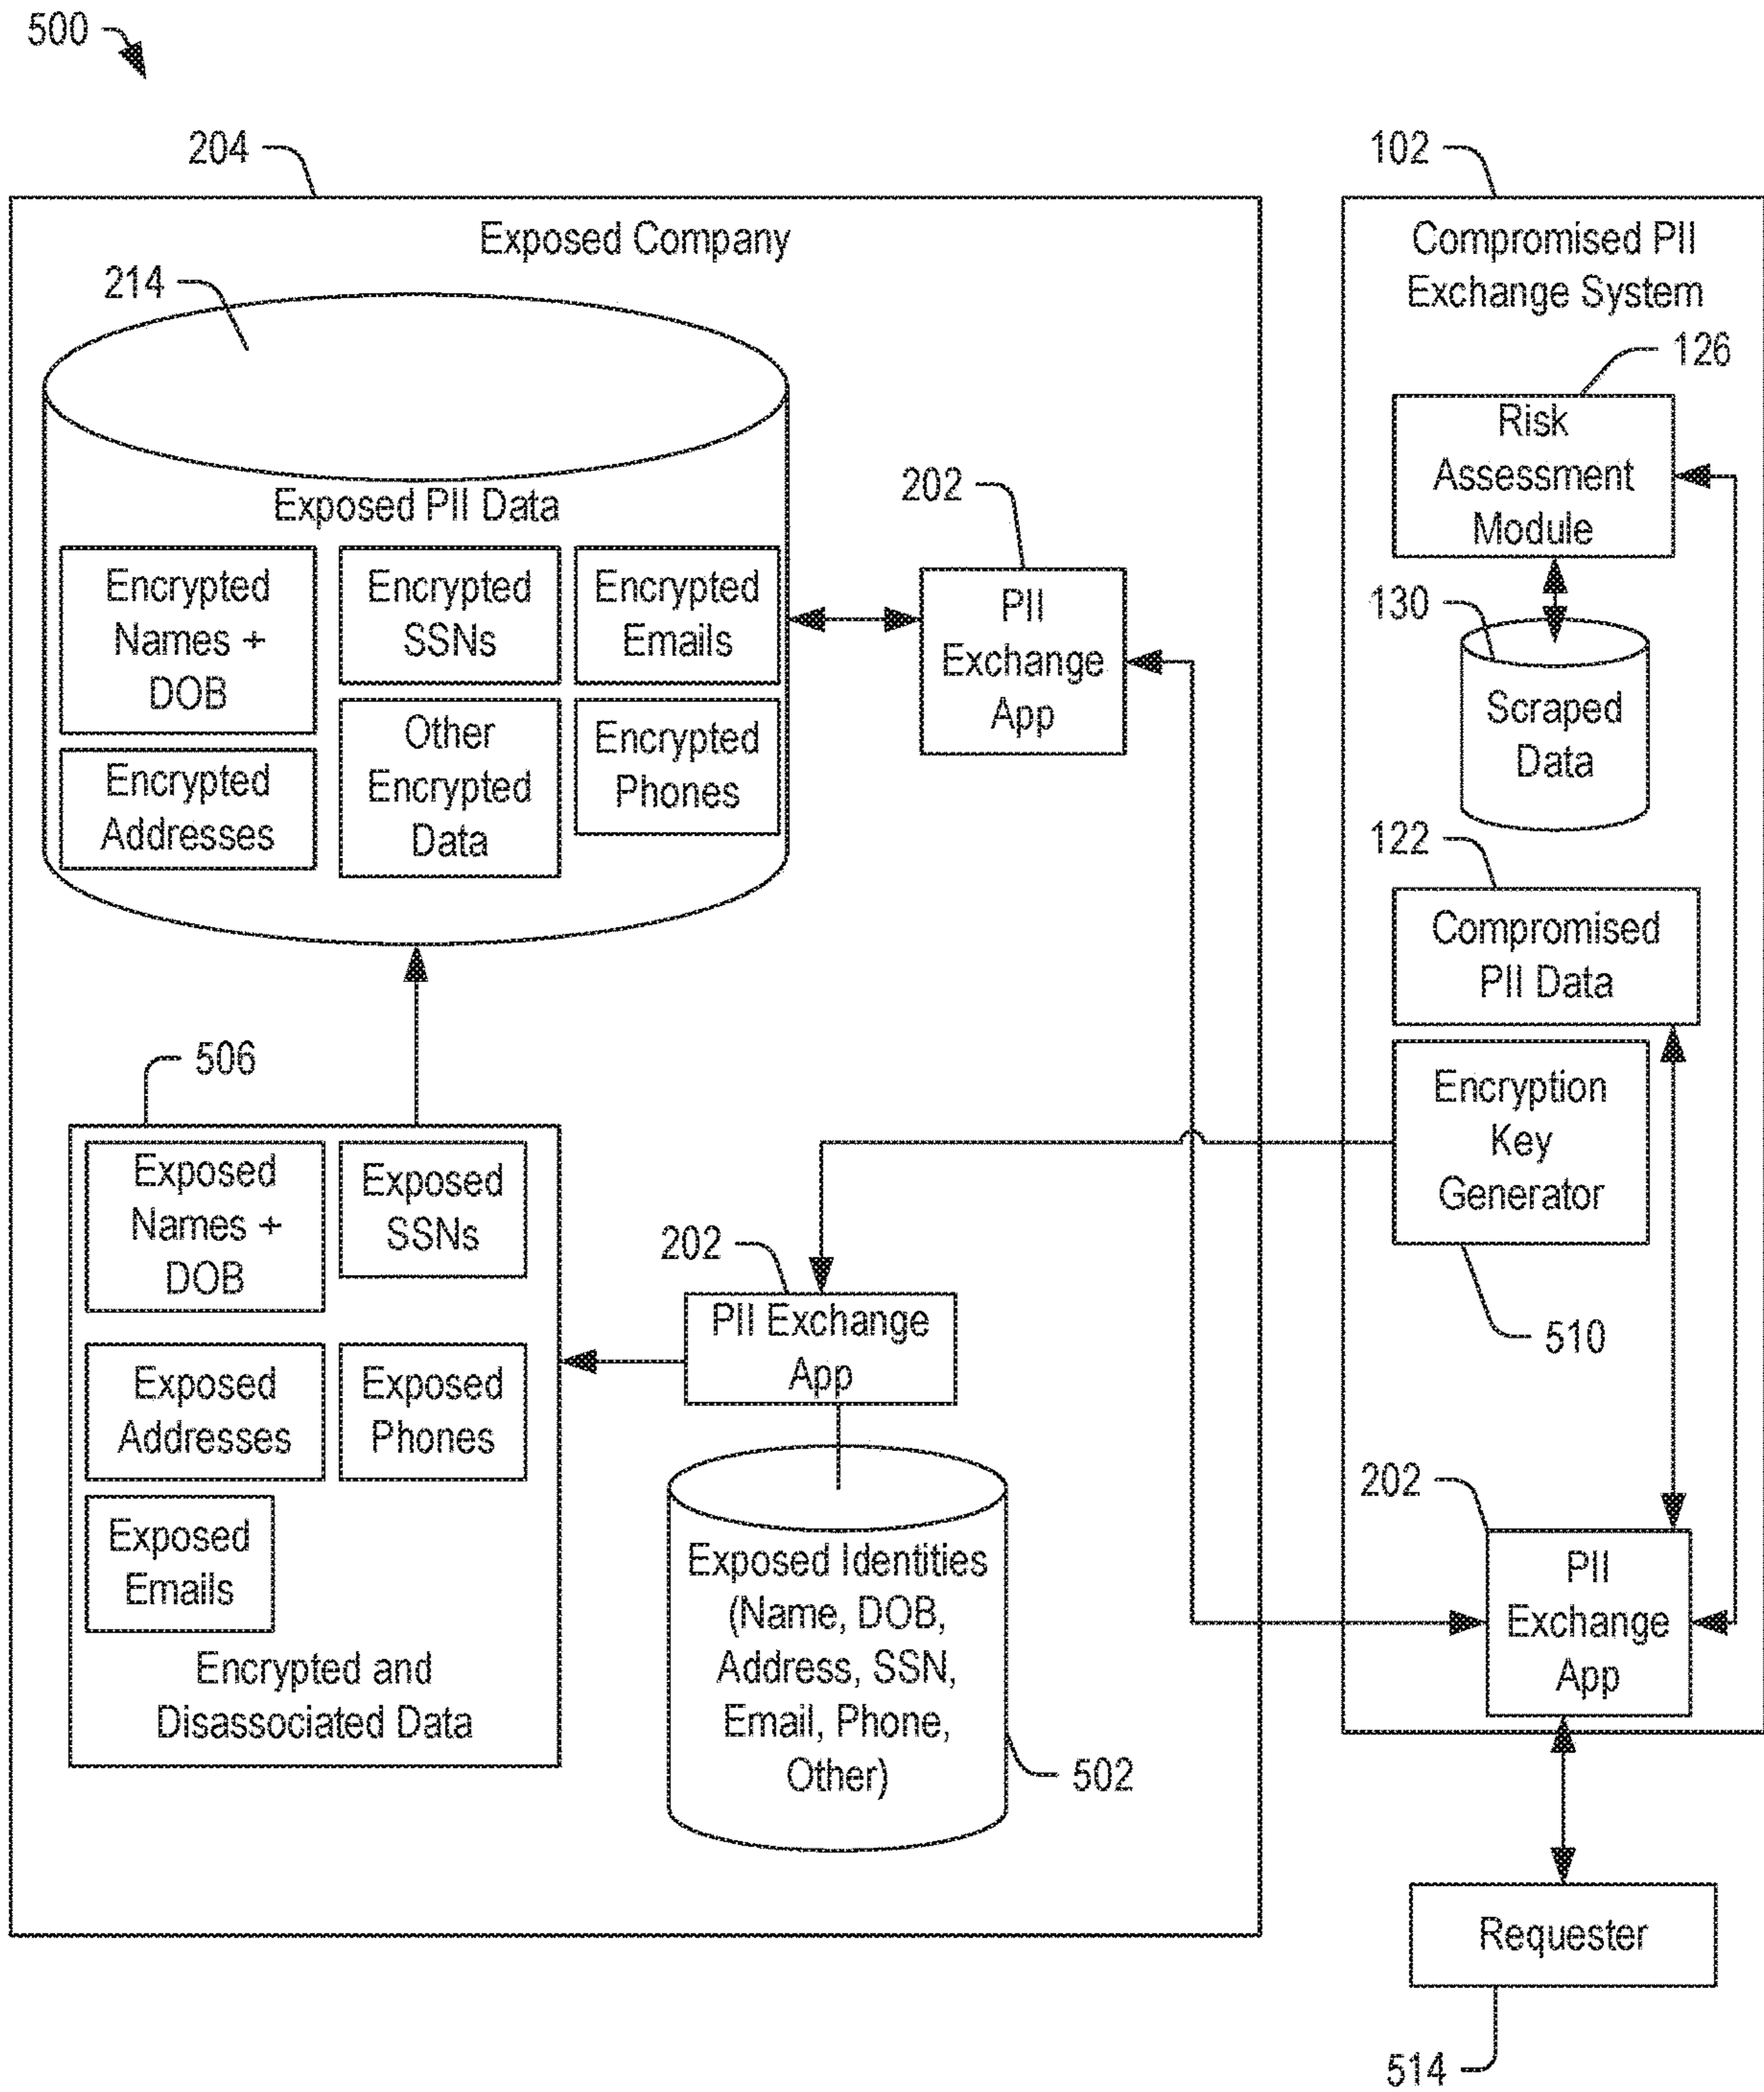 500
204
Exposed Company
214
Exposed PII Data
Encrypted
Names +
DOB
Encrypted
SSNs
Encrypted
Emails
Encrypted
Addresses
Other
Encrypted
Data
Encrypted
Phones
202
PII
Exchange
App
506
Exposed
Names +
DOB
Exposed
SSNs
Exposed
Addresses
Exposed
Phones
Exposed
Emails
Encrypted and
Disassociated Data
202
PII Exchange
App
Exposed Identities
(Name, DOB,
Address, SSN,
Email, Phone,
Other)
502
102
Compromised PII
Exchange System
126
Risk
Assessment
Module
130
Scraped
Data
122
Compromised
PII Data
Encryption
Key
Generator
510
202
PII
Exchange
App
Requester
514